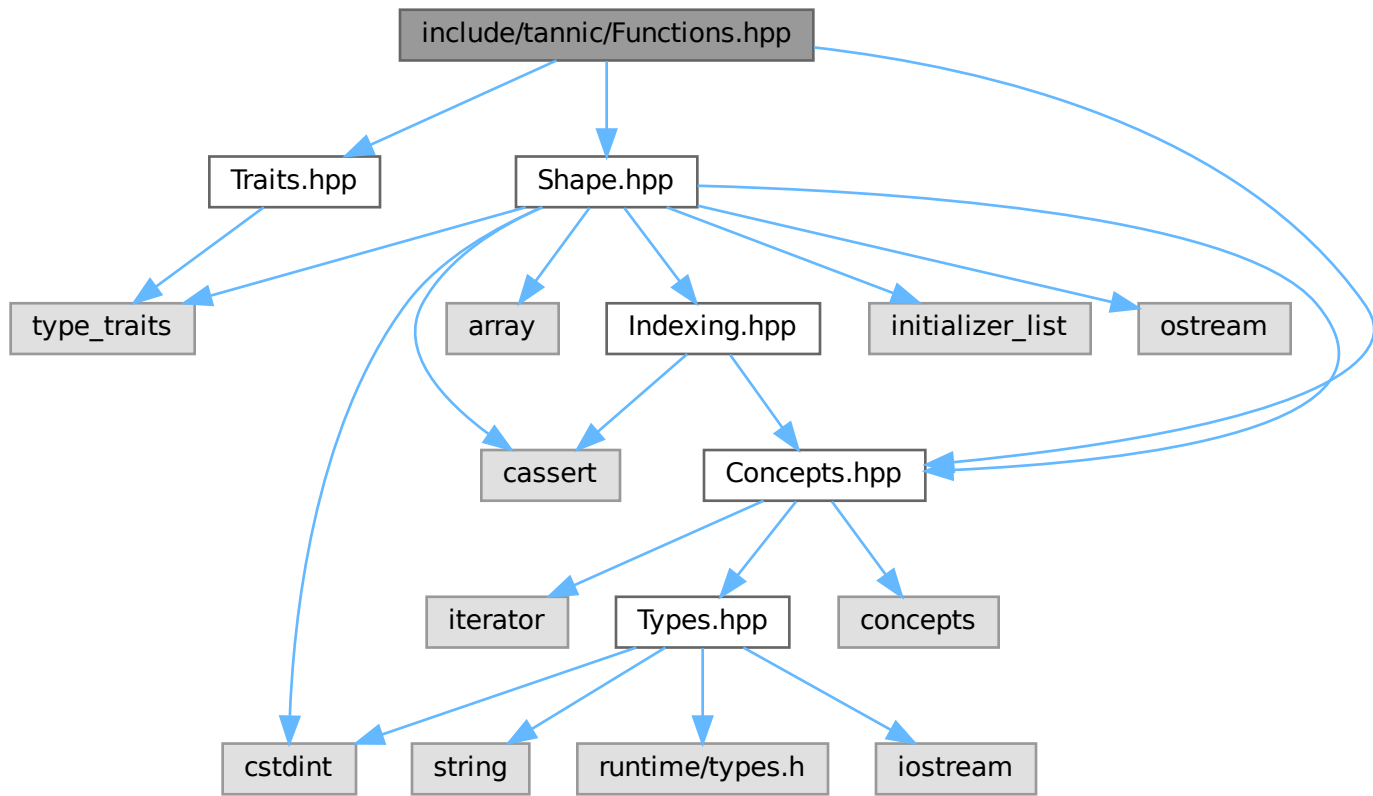 include/tannic/Functions.hpp
Traits.hpp
Shape.hpp
type_traits
array
Indexing.hpp
initializer_list
ostream
cassert
Concepts.hpp
iterator
Types.hpp
concepts
cstdint
string
runtime/types.h
iostream